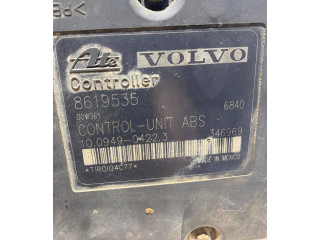 Ate VOLVO
Controller
8619535 6840
CONTROL-UNIT ABS
10.0949-0422.3 346969
MADE IN MEXICO